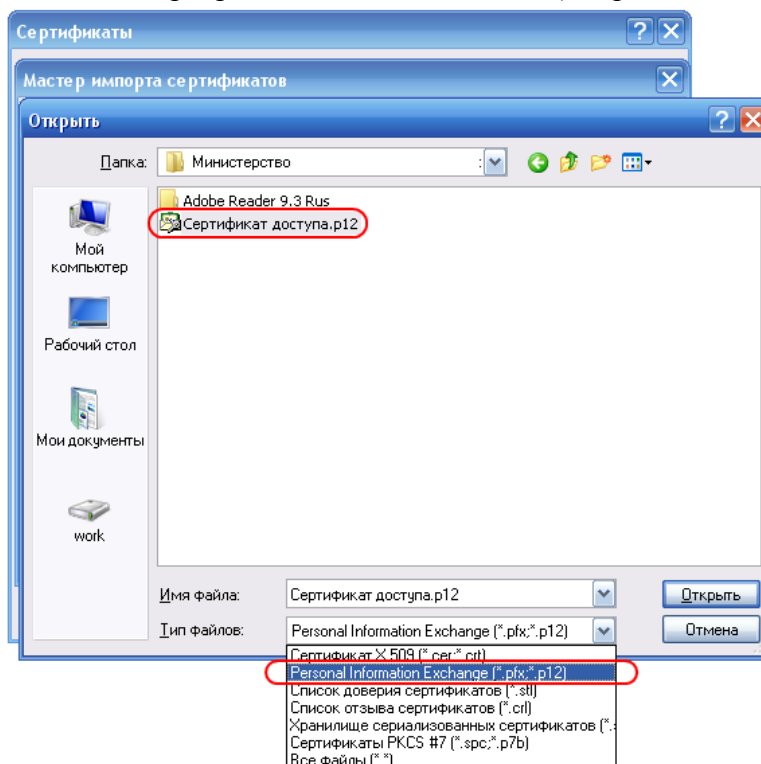 Сертификаты
Мастер импорта сертификатов
Открыть
Папка: Министерство
Adobe Reader 9.3 Rus
Сертификат доступа.p12
Мой
компьютер
Рабочий стол
Мои документы
work
Имя файла: Сертификат доступа.p12 Открыть
Тип файлов: Personal Information Exchange (*.pfx;*.p12) Отмена
Сертификат X.509 (*.cer;*.crt)
Personal Information Exchange (*.pfx;*.p12)
Список доверия сертификатов (*.stl)
Список отзыва сертификатов (*.crl)
Хранилище сериализованных сертификатов (*.
Сертификаты PKCS #7 (*.spc;*.p7b)
Все файлы (*.*)